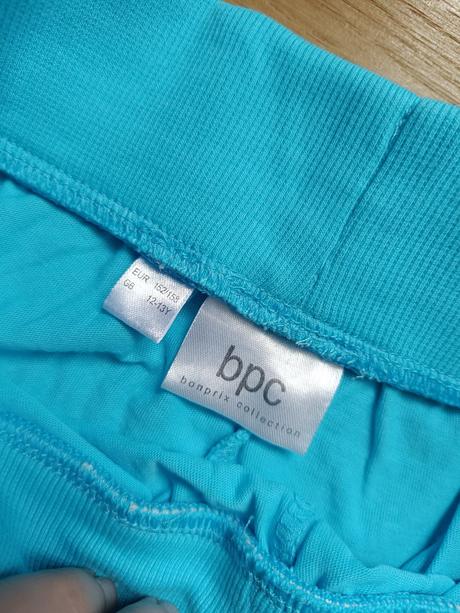 EUR 152/158
GB 12-13Y
bpc
bonprix collection